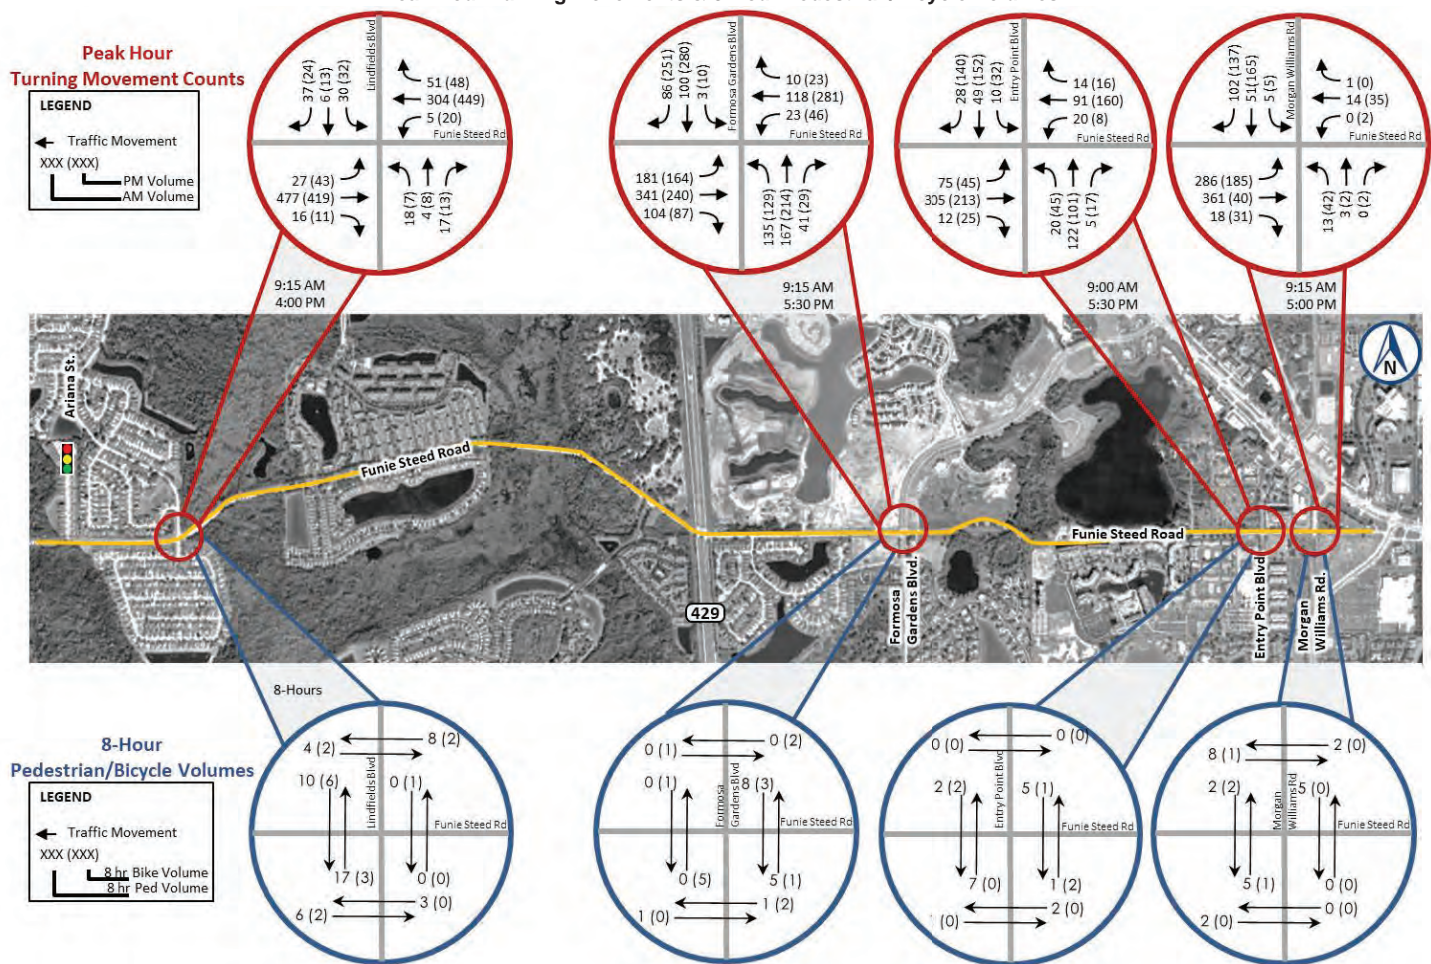 Peak Hour
Turning Movement Counts
LEGEND
Traffic Movement
XXX (XXX)
PM Volume
AM Volume
37 (24)
6 (13)
30 (32)
Lindfields Blvd
51 (48)
304 (449)
5 (20)
Funie Steed Rd
27 (43)
477 (419)
16 (11)
18 (7)
4 (8)
17 (13)
9:15 AM
4:00 PM
86 (251)
100 (280)
3 (10)
Formosa Gardens Blvd
10 (23)
118 (281)
23 (46)
Funie Steed Rd
181 (164)
341 (240)
104 (87)
135 (129)
167 (214)
41 (29)
9:15 AM
5:30 PM
28 (140)
49 (152)
10 (32)
Entry Point Blvd
14 (16)
91 (160)
20 (8)
Funie Steed Rd
75 (45)
305 (213)
12 (25)
20 (45)
122 (101)
5 (17)
9:00 AM
5:30 PM
102 (137)
51 (165)
5 (5)
Morgan Williams Rd
1 (0)
14 (35)
0 (2)
Funie Steed Rd
286 (185)
361 (40)
18 (31)
13 (42)
3 (2)
0 (2)
9:15 AM
5:00 PM
N
Ariana St.
Funie Steed Road
Funie Steed Road
429
Formosa
Gardens Blvd.
Entry Point Blvd
Morgan
Williams Rd.
8-Hours
8-Hour
Pedestrian/Bicycle Volumes
LEGEND
Traffic Movement
XXX (XXX)
8 hr Bike Volume
8 hr Ped Volume
8 (2)
4 (2)
10 (6)
0 (1)
Lindfields Blvd
Funie Steed Rd
17 (3)
0 (0)
3 (0)
6 (2)
0 (2)
0 (1)
0 (1)
8 (3)
Formosa
Gardens Blvd
Funie Steed Rd
0 (5)
5 (1)
1 (2)
1 (0)
0 (0)
0 (0)
2 (2)
5 (1)
Entry Point Blvd
Funie Steed Rd
7 (0)
1 (2)
2 (0)
(0)
2 (0)
8 (1)
2 (2)
5 (0)
Morgan
Williams Rd
Funie Steed Rd
5 (1)
0 (0)
0 (0)
2 (0)